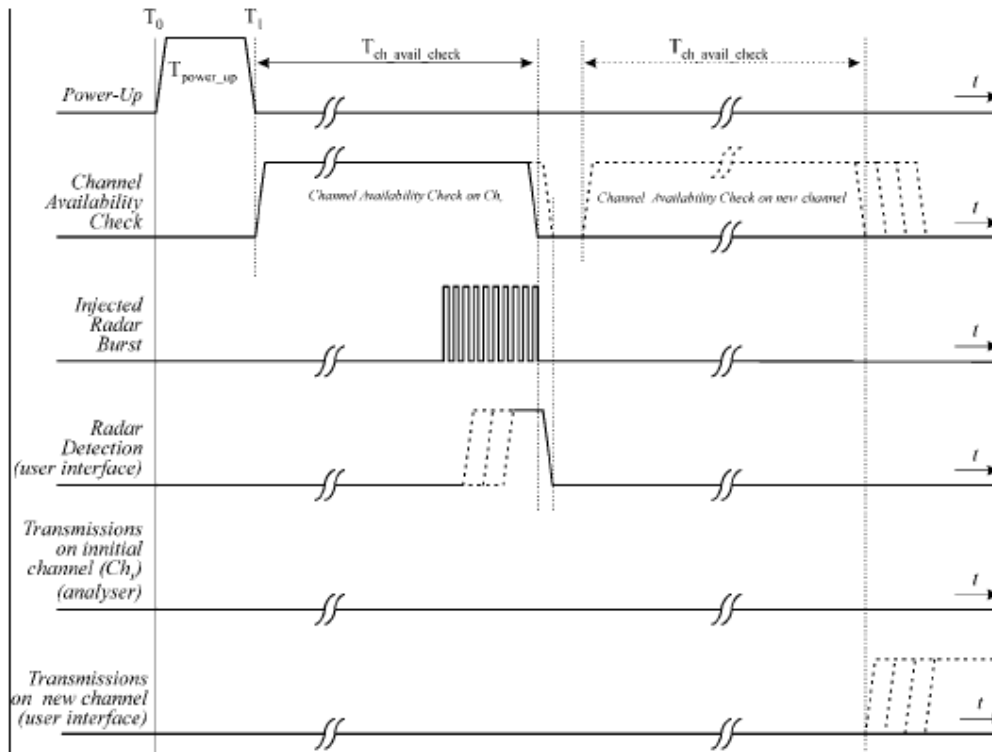 T0 T1
Tch_avail_check Tch_avail_check
Tpower_up
Power-Up
t
Channel
Availability
Check
Channel Availability Check on Chr
Channel Availability Check on new channel
t
Injected
Radar
Burst
t
Radar
Detection
(user interface)
t
Transmissions
on innitial
channel (Chr)
(analyser)
t
Transmissions
on new channel
(user interface)
t